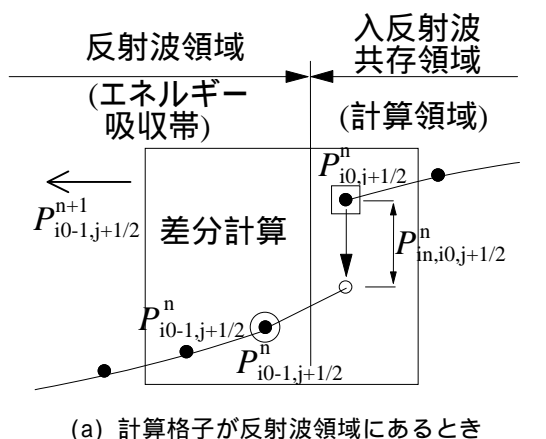 反射波領域
入反射波
共存領域
(エネルギー
吸収帯)
(計算領域)
P^n_{i0,j+1/2}
P^{n+1}_{i0-1,j+1/2}
差分計算
P^n_{in,i0,j+1/2}
P^n_{i0-1,j+1/2}
P^n_{i0-1,j+1/2}
(a) 計算格子が反射波領域にあるとき